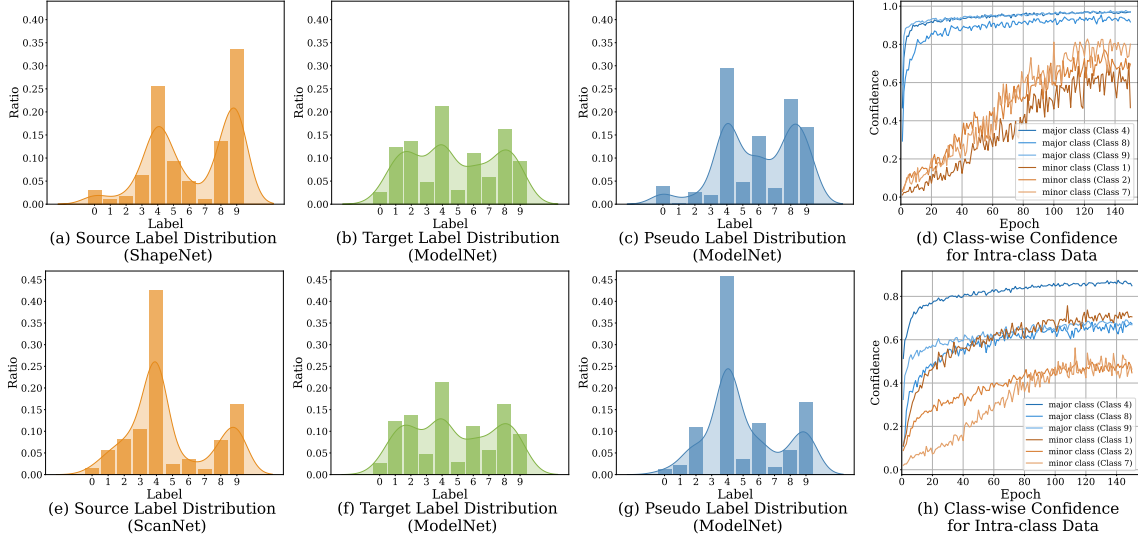 0.40
0.35
0.30
0.25
0.20
0.15
0.10
0.05
0.00
Ratio
0 1 2 3 4 5 6 7 8 9
Label
(a) Source Label Distribution
(ShapeNet)
0.40
0.35
0.30
0.25
0.20
0.15
0.10
0.05
0.00
Ratio
0 1 2 3 4 5 6 7 8 9
Label
(b) Target Label Distribution
(ModelNet)
0.40
0.35
0.30
0.25
0.20
0.15
0.10
0.05
0.00
Ratio
0 1 2 3 4 5 6 7 8 9
Label
(c) Pseudo Label Distribution
(ModelNet)
1.0
0.8
0.6
0.4
0.2
0.0
Confidence
major class (Class 4)
major class (Class 8)
major class (Class 9)
minor class (Class 1)
minor class (Class 2)
minor class (Class 7)
0 20 40 60 80 100 120 140
Epoch
(d) Class-wise Confidence
for Intra-class Data
0.45
0.40
0.35
0.30
0.25
0.20
0.15
0.10
0.05
0.00
Ratio
0 1 2 3 4 5 6 7 8 9
Label
(e) Source Label Distribution
(ScanNet)
0.45
0.40
0.35
0.30
0.25
0.20
0.15
0.10
0.05
0.00
Ratio
0 1 2 3 4 5 6 7 8 9
Label
(f) Target Label Distribution
(ModelNet)
0.45
0.40
0.35
0.30
0.25
0.20
0.15
0.10
0.05
0.00
Ratio
0 1 2 3 4 5 6 7 8 9
Label
(g) Pseudo Label Distribution
(ModelNet)
0.8
0.6
0.4
0.2
0.0
Confidence
major class (Class 4)
major class (Class 8)
major class (Class 9)
minor class (Class 1)
minor class (Class 2)
minor class (Class 7)
0 20 40 60 80 100 120 140
Epoch
(h) Class-wise Confidence
for Intra-class Data